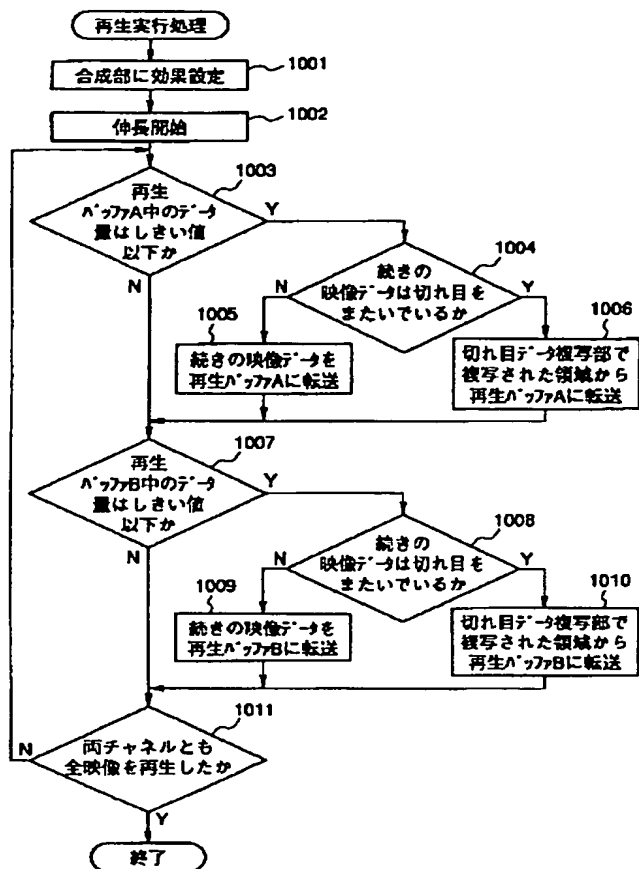 再生実行処理
1001
合成部に効果設定
1002
伸長開始
1003
再生
バッファA中のデータ
量はしきい値
以下か
Y
N
1004
続きの
映像データは切れ目を
またいでいるか
N
Y
1005
続きの映像データを
再生バッファAに転送
1006
切れ目データ複写部で
複写された領域から
再生バッファAに転送
1007
再生
バッファB中のデータ
量はしきい値
以下か
Y
N
1008
続きの
映像データは切れ目を
またいでいるか
N
Y
1009
続きの映像データを
再生バッファBに転送
1010
切れ目データ複写部で
複写された領域から
再生バッファBに転送
1011
両チャネルとも
全映像を再生したか
N
Y
終了